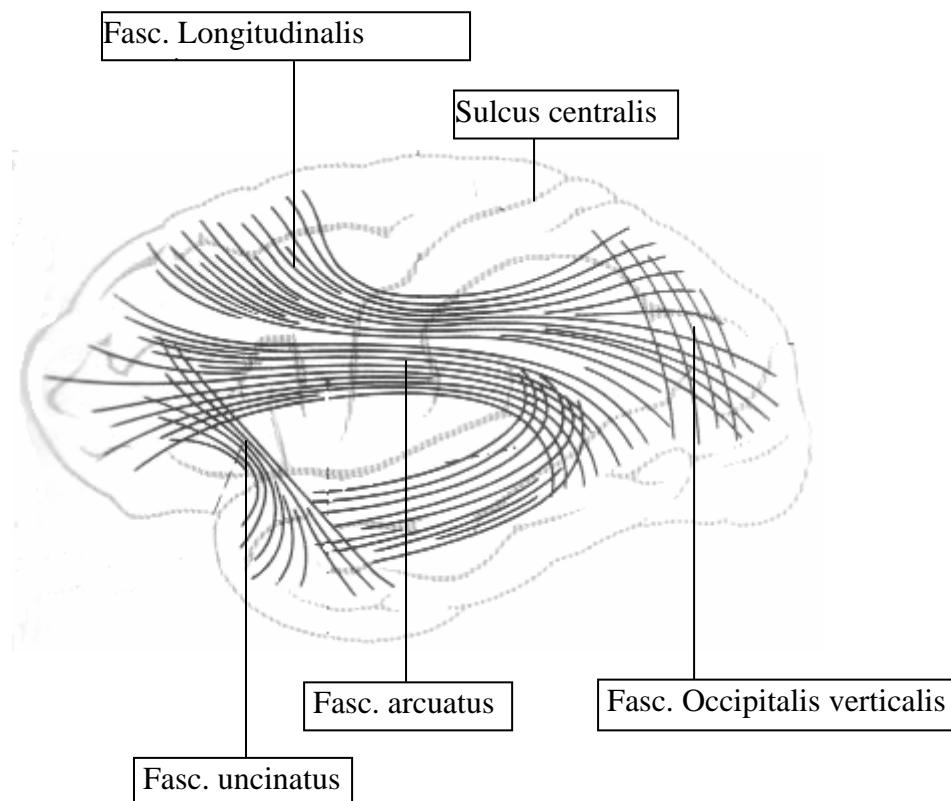 Fasc. Longitudinalis
Sulcus centralis
Fasc. arcuatus
Fasc. Occipitalis verticalis
Fasc. uncinatus